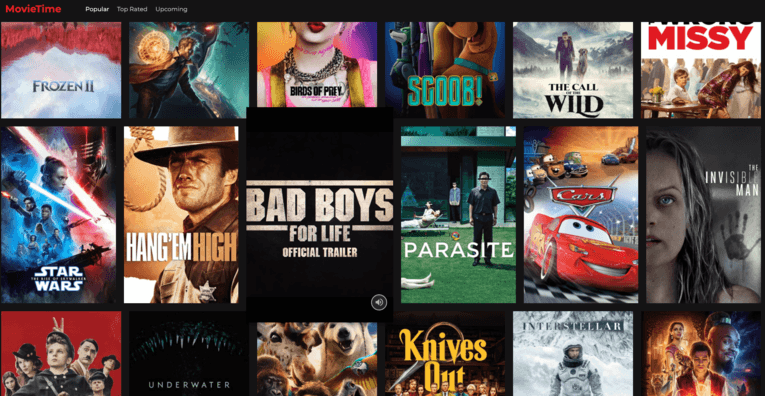 MovieTime
Popular
Top Rated
Upcoming
FROZEN II
BIRDS OF PREY
SCOOB!
THE CALL
OF THE
WILD
WRONG
MISSY
STAR
WARS
THE RISE OF SKYWALKER
HANG'EM HIGH
BAD BOYS
FOR LIFE
OFFICIAL TRAILER
PARASITE
Cars
THE
INVISIBLE
MAN
UNDERWATER
Knives
Out
INTERSTELLAR